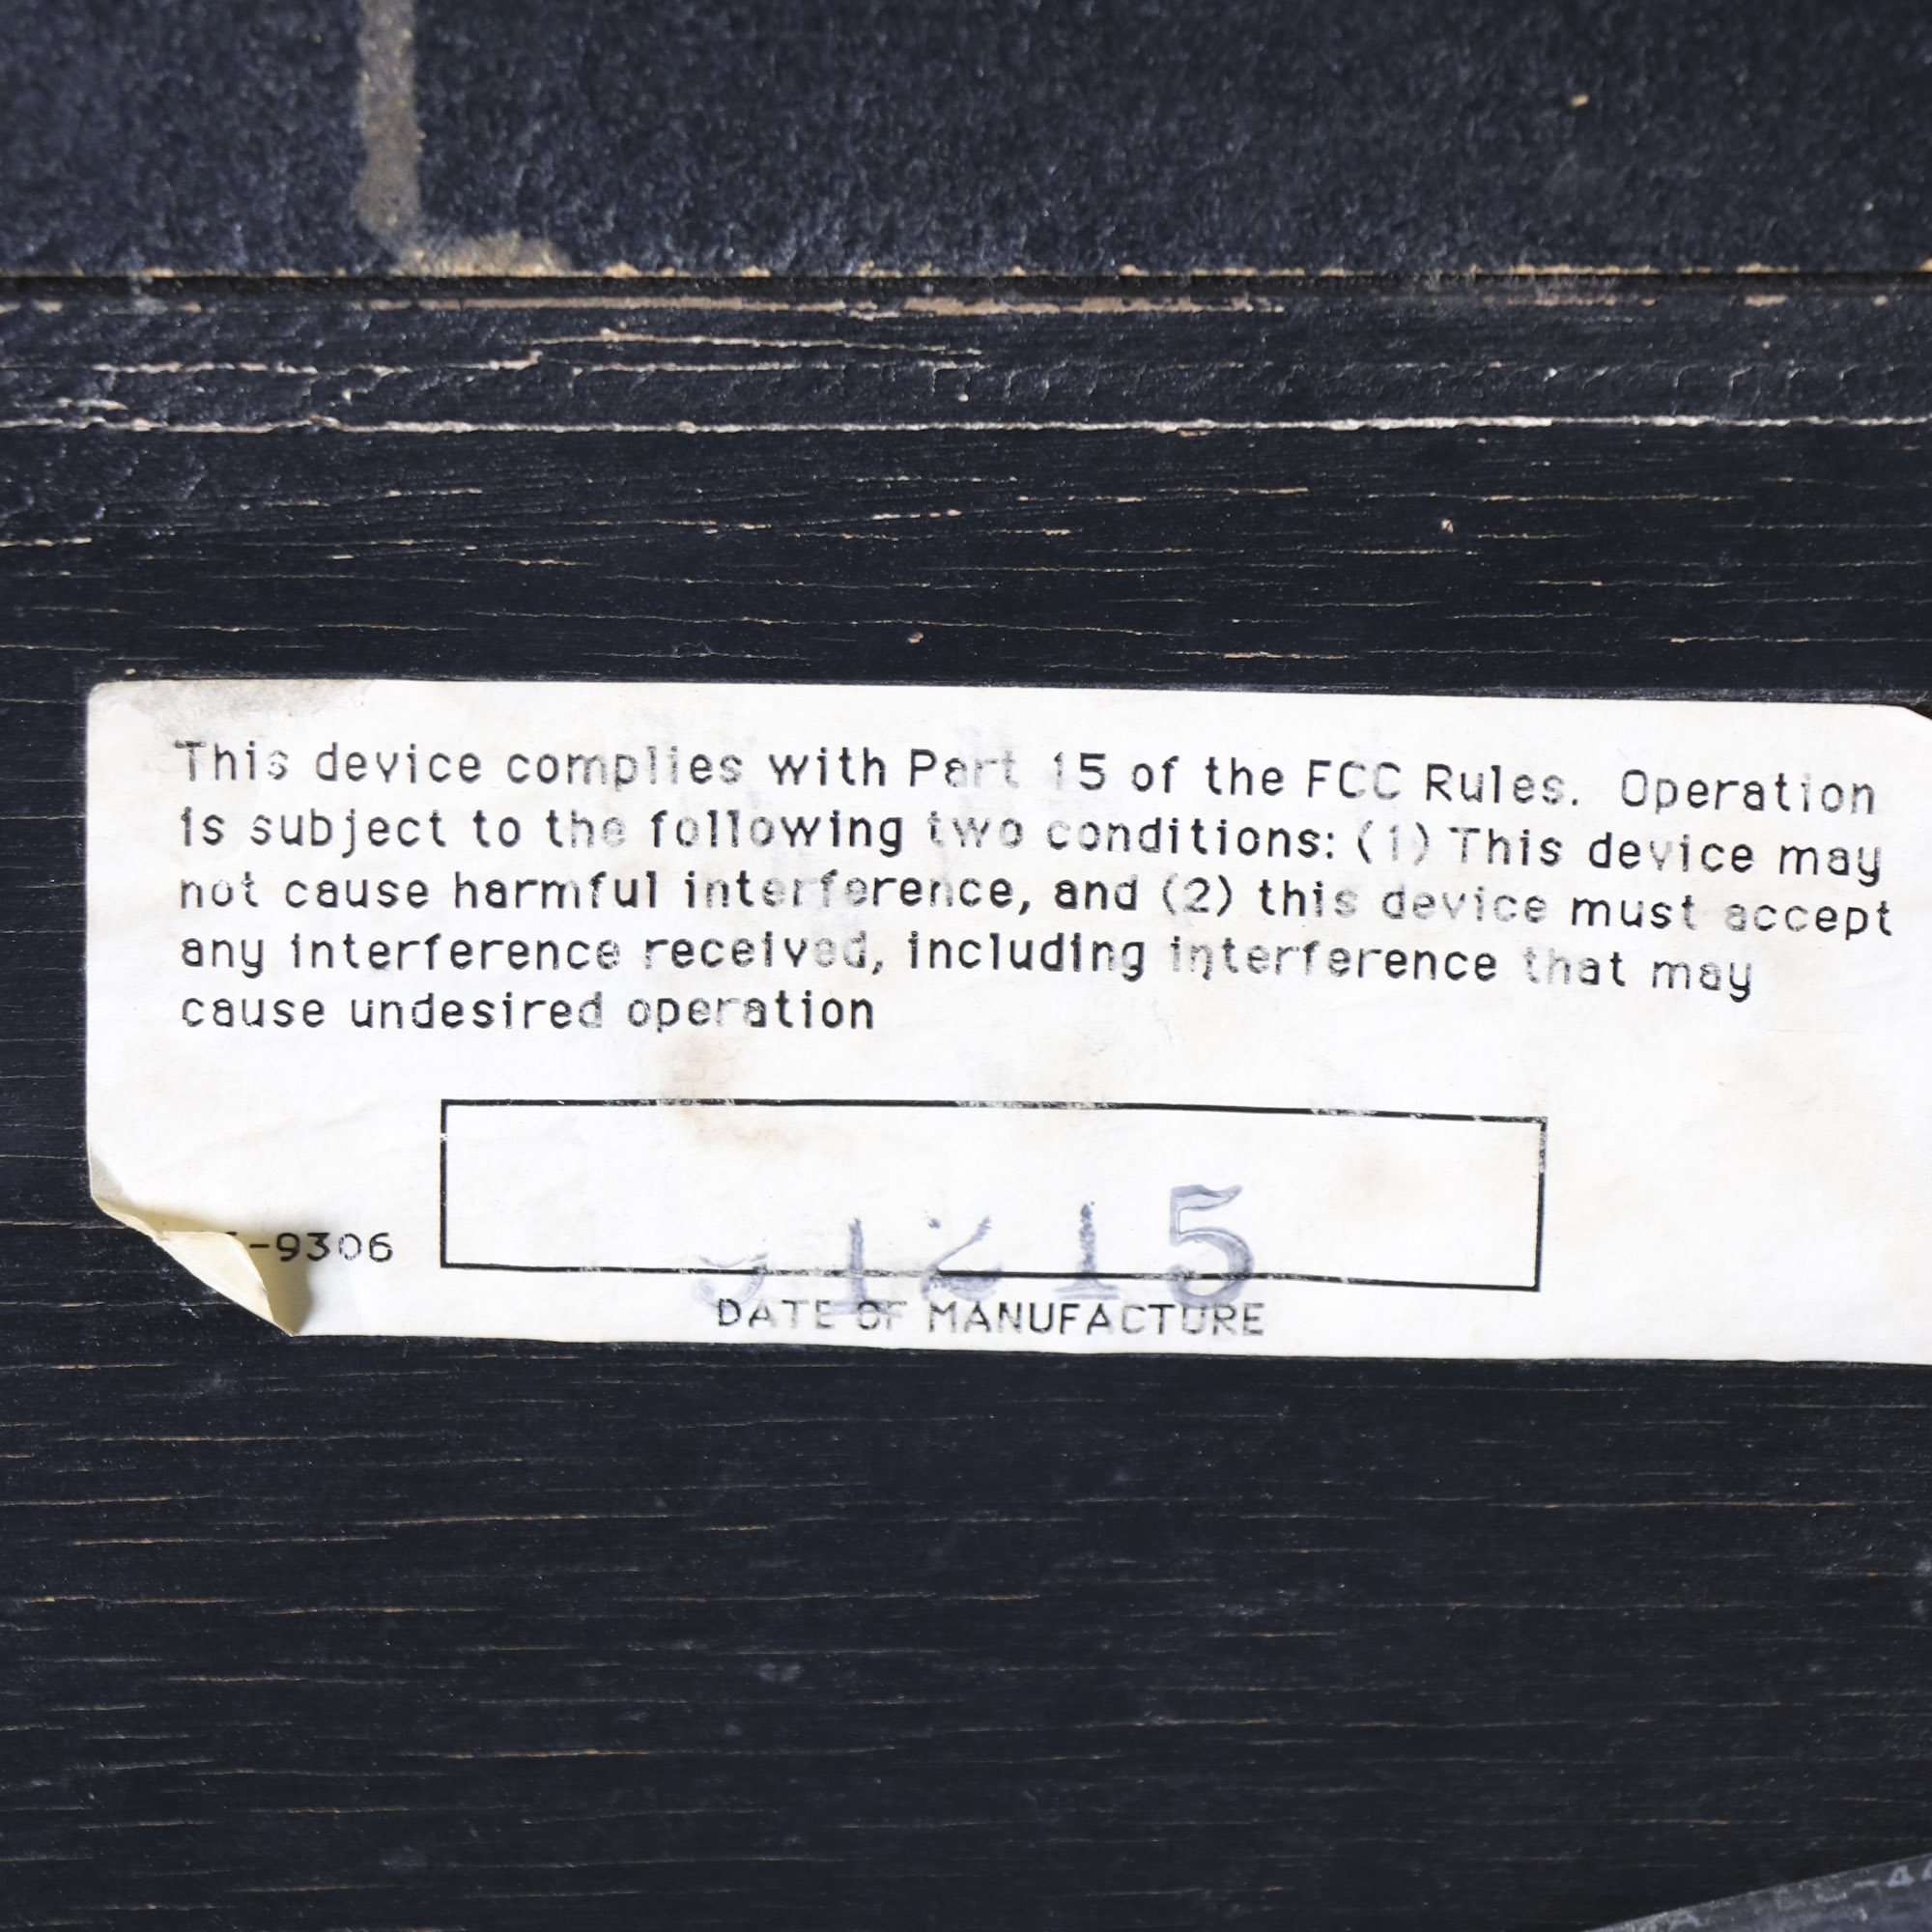 This device complies with Part 15 of the FCC Rules. Operation
is subject to the following two conditions: (1) This device may
not cause harmful interference, and (2) this device must accept
any interference received, including interference that may
cause undesired operation
-9306
DATE OF MANUFACTURE